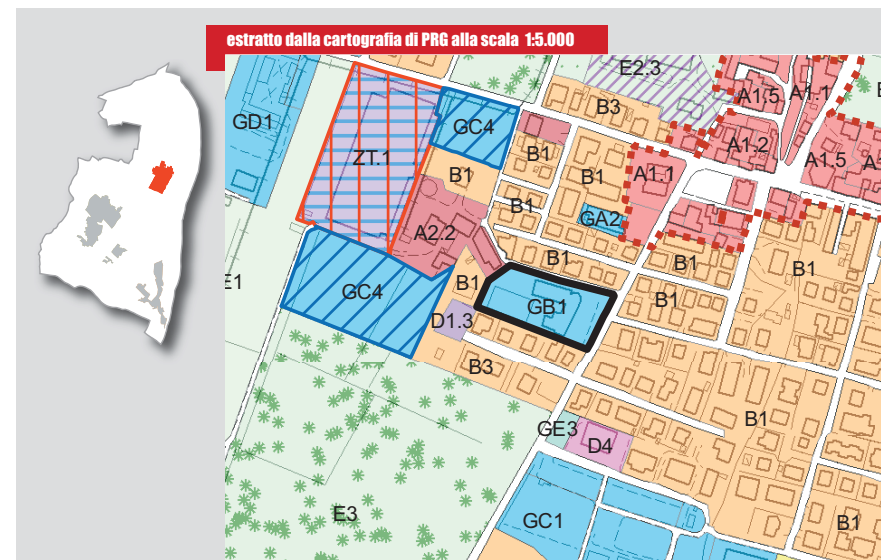 estratto dalla cartografia di PRG alla scala 1:5.000
E2.3
A1.5
A1.1
GD1
GC4
B3
A1.2
ZT.1
B1
B1
A1.5
B1
A1.1
B1
GA2
A2.2
B1
B1
B1
E1
GC4
B1
GB1
B1
D1.3
B3
B1
GE3
D4
E3
GC1
B1